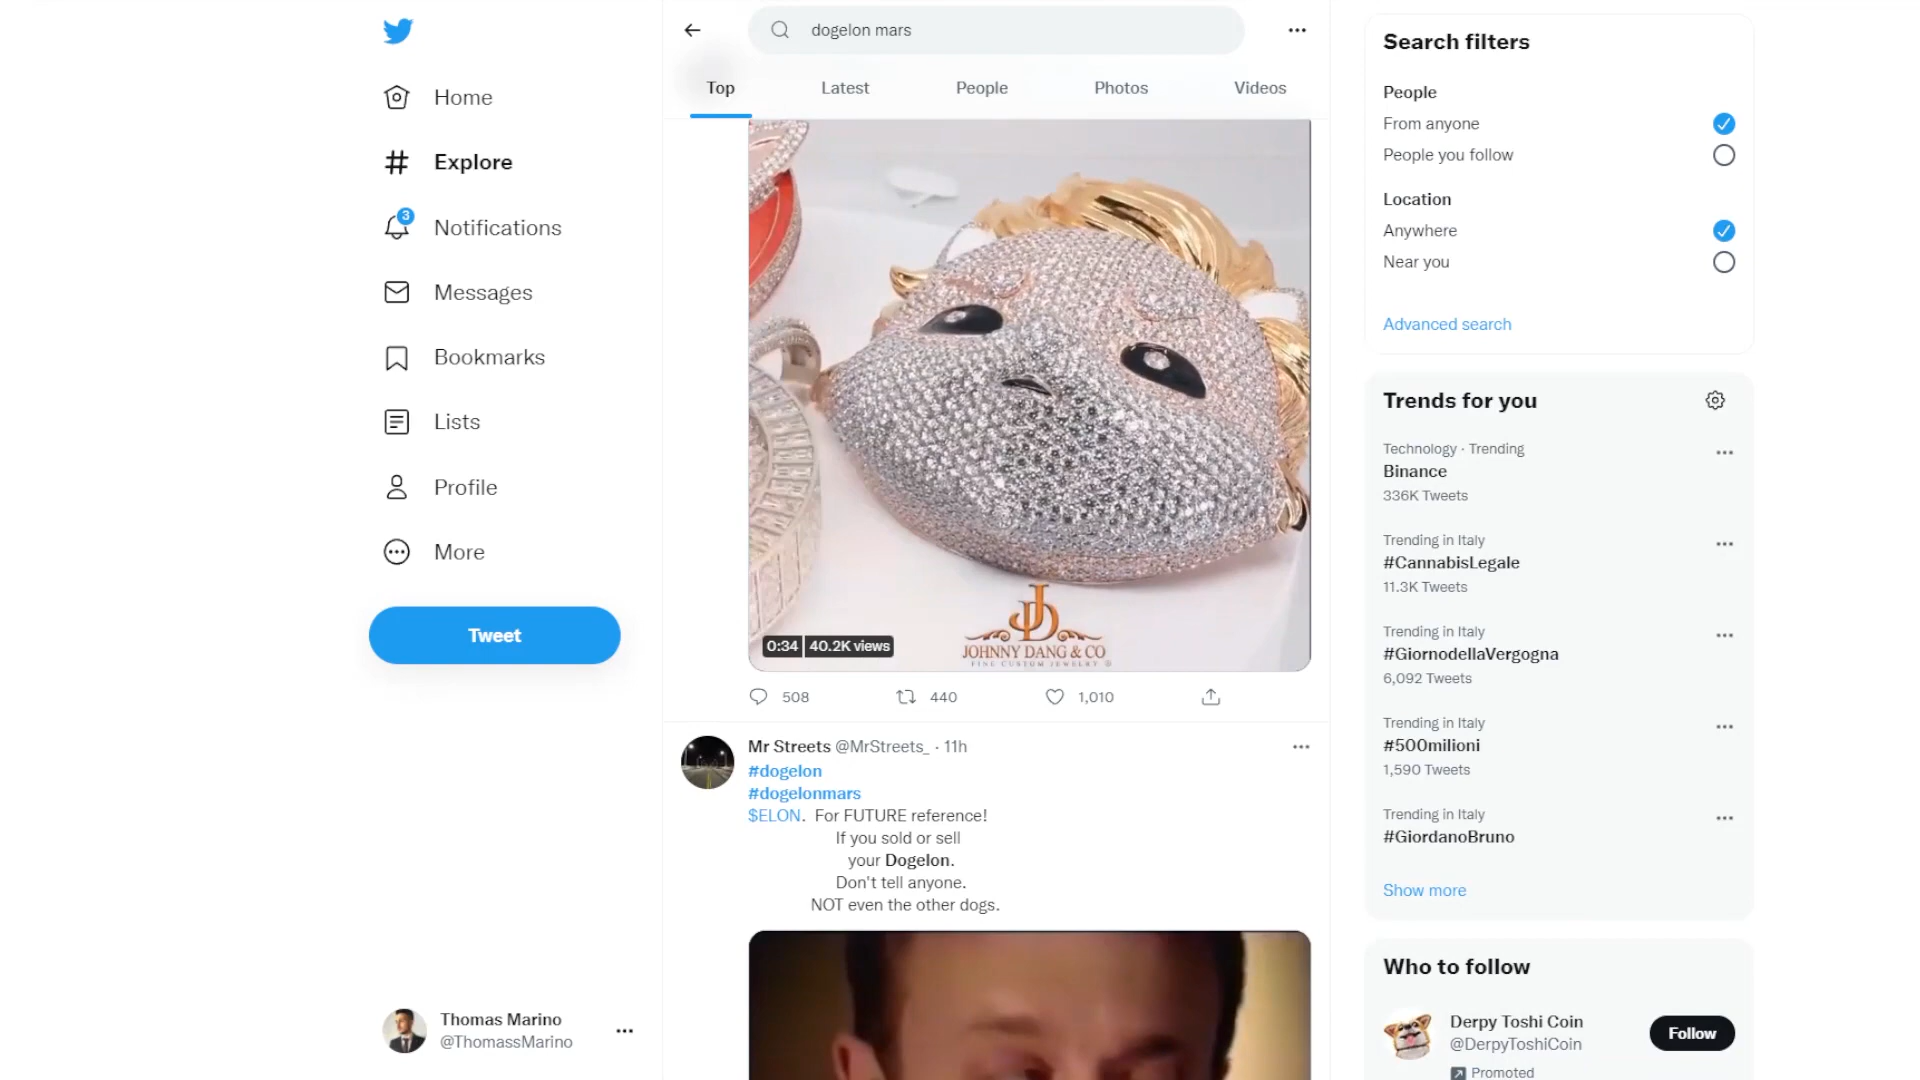 Home
Explore
3
Notifications
Messages
Bookmarks
Lists
Profile
More
Tweet
Thomas Marino
@ThomassMarino
dogelon mars
Top
Latest
People
Photos
Videos
0:34
40.2K views
JD
JOHNNY DANG & CO
FINE CUSTOM JEWELRY
508
440
1,010
Mr Streets @MrStreets_ · 11h
#dogelon
#dogelonmars
$ELON. For FUTURE reference!
If you sold or sell
your Dogelon.
Don't tell anyone.
NOT even the other dogs.
Search filters
People
From anyone
People you follow
Location
Anywhere
Near you
Advanced search
Trends for you
Technology · Trending
Binance
336K Tweets
Trending in Italy
#CannabisLegale
11.3K Tweets
Trending in Italy
#GiornodellaVergogna
6,092 Tweets
Trending in Italy
#500milioni
1,590 Tweets
Trending in Italy
#GiordanoBruno
Show more
Who to follow
Derpy Toshi Coin
@DerpyToshiCoin
Follow
Promoted